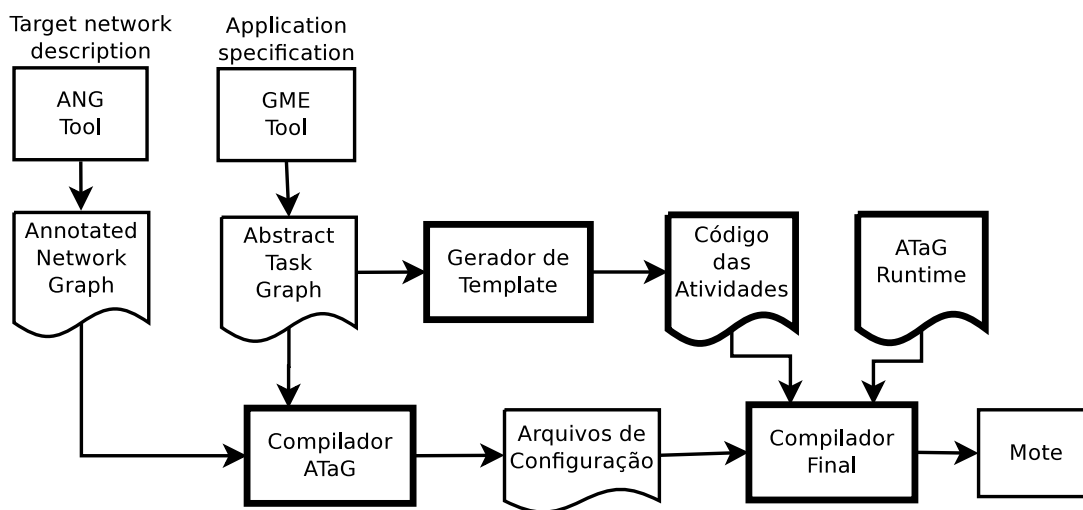 Target network
description
Application
specification
ANG
Tool
GME
Tool
Annotated
Network
Graph
Abstract
Task
Graph
Gerador de
Template
Código
das
Atividades
ATaG
Runtime
Compilador
ATaG
Arquivos de
Configuração
Compilador
Final
Mote